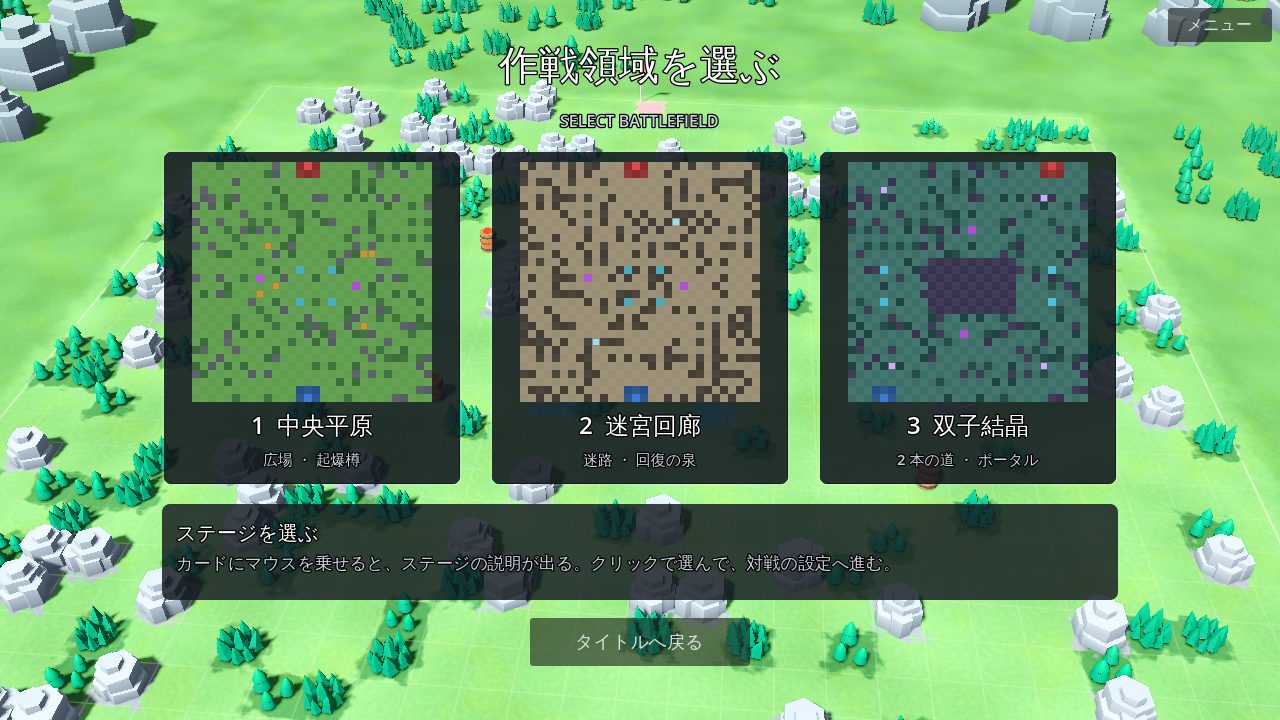 メニュー
作戦領域を選ぶ
SELECT BATTLEFIELD
1 中央平原
広場 ・ 起爆樽
2 迷宮回廊
迷路 ・ 回復の泉
3 双子結晶
2 本の道 ・ ポータル
ステージを選ぶ
カードにマウスを乗せると、ステージの説明が出る。クリックで選んで、対戦の設定へ進む。
タイトルへ戻る